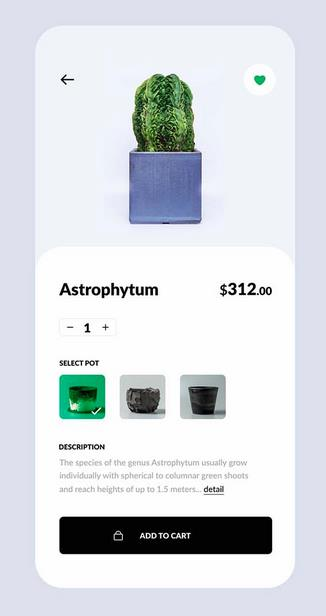 Astrophytum
$312.00
− 1 +
SELECT POT
DESCRIPTION
The species of the genus Astrophytum usually grow
individually with spherical to columnar green shoots
and reach heights of up to 1.5 meters... detail
ADD TO CART